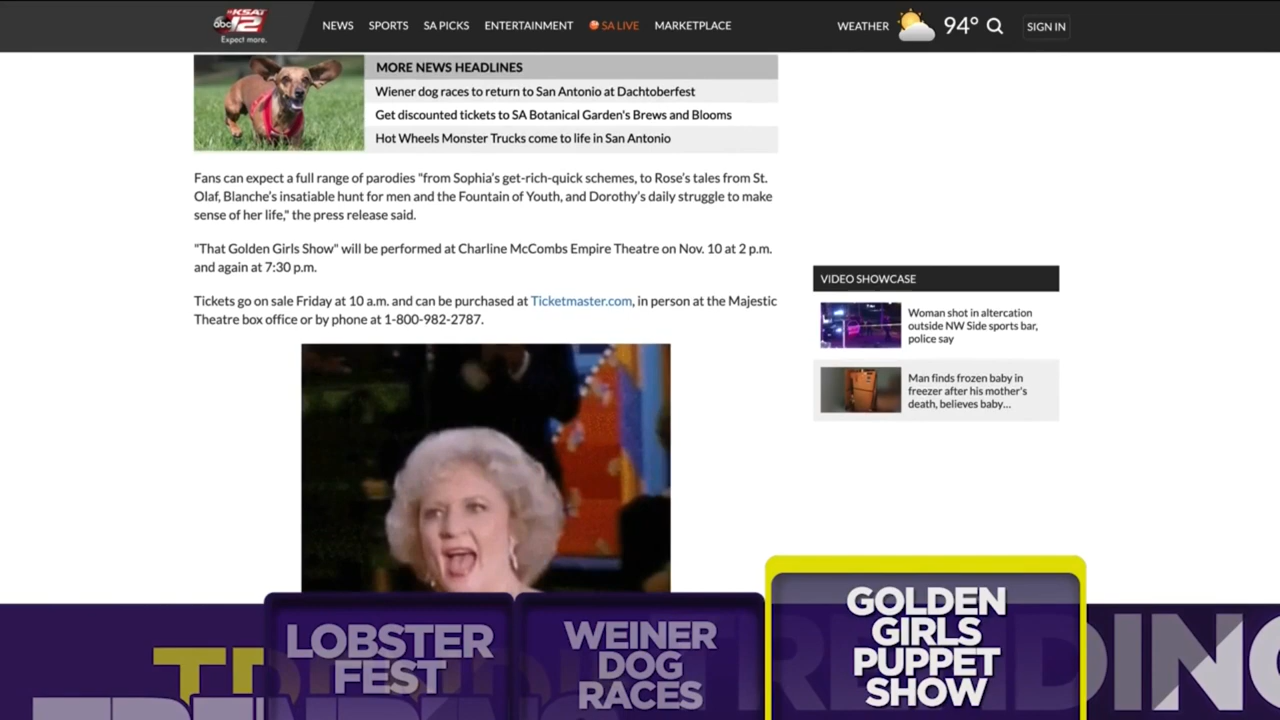 KSAT
abc 12
Expect more.
NEWS SPORTS SA PICKS ENTERTAINMENT SA LIVE MARKETPLACE WEATHER 94° SIGN IN
MORE NEWS HEADLINES
Wiener dog races to return to San Antonio at Dachtoberfest
Get discounted tickets to SA Botanical Garden's Brews and Blooms
Hot Wheels Monster Trucks come to life in San Antonio
Fans can expect a full range of parodies "from Sophia's get-rich-quick schemes, to Rose's tales from St.
Olaf, Blanche's insatiable hunt for men and the Fountain of Youth, and Dorothy's daily struggle to make
sense of her life," the press release said.
"That Golden Girls Show" will be performed at Charline McCombs Empire Theatre on Nov. 10 at 2 p.m.
and again at 7:30 p.m.
Tickets go on sale Friday at 10 a.m. and can be purchased at Ticketmaster.com, in person at the Majestic
Theatre box office or by phone at 1-800-982-2787.
VIDEO SHOWCASE
Woman shot in altercation
outside NW Side sports bar,
police say
Man finds frozen baby in
freezer after his mother's
death, believes baby...
LOBSTER
FEST
WEINER
DOG
RACES
GOLDEN
GIRLS
PUPPET
SHOW